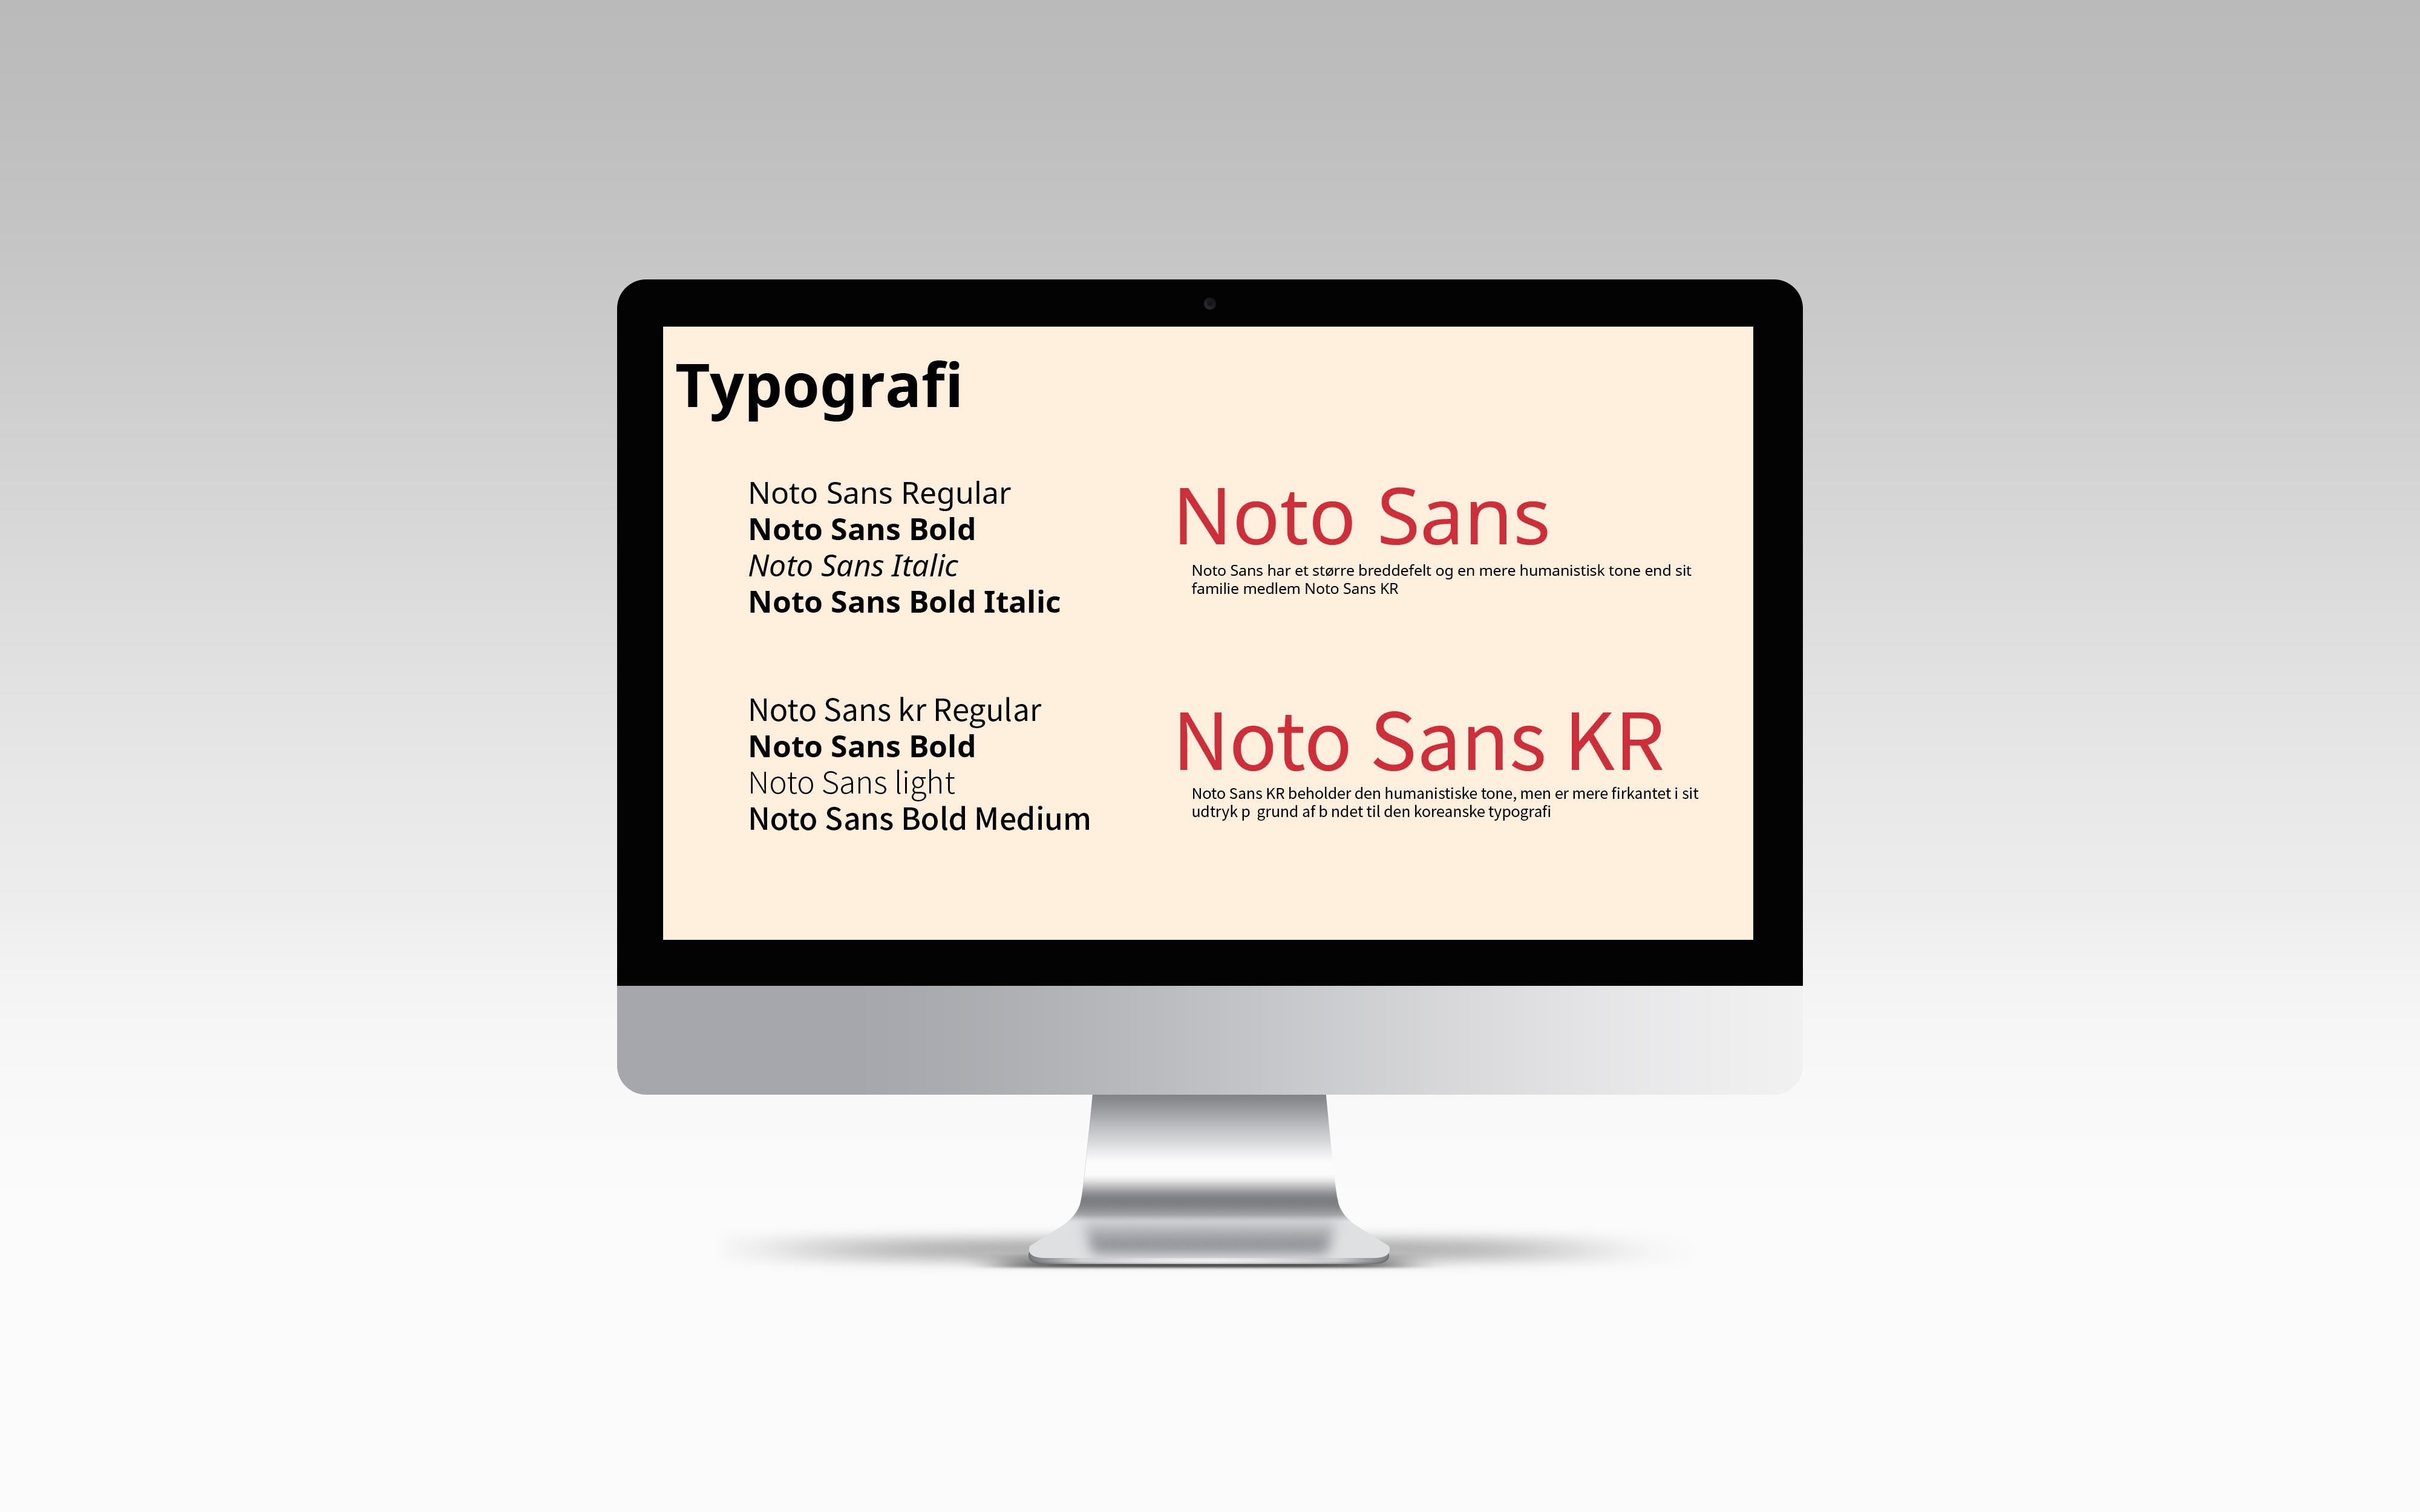 Typografi
Noto Sans Regular
Noto Sans Bold
Noto Sans Italic
Noto Sans Bold Italic
Noto Sans
Noto Sans har et større breddefelt og en mere humanistisk tone end sit
familie medlem Noto Sans KR
Noto Sans kr Regular
Noto Sans Bold
Noto Sans light
Noto Sans Bold Medium
Noto Sans KR
Noto Sans KR beholder den humanistiske tone, men er mere firkantet i sit
udtryk p  grund af b ndet til den koreanske typografi